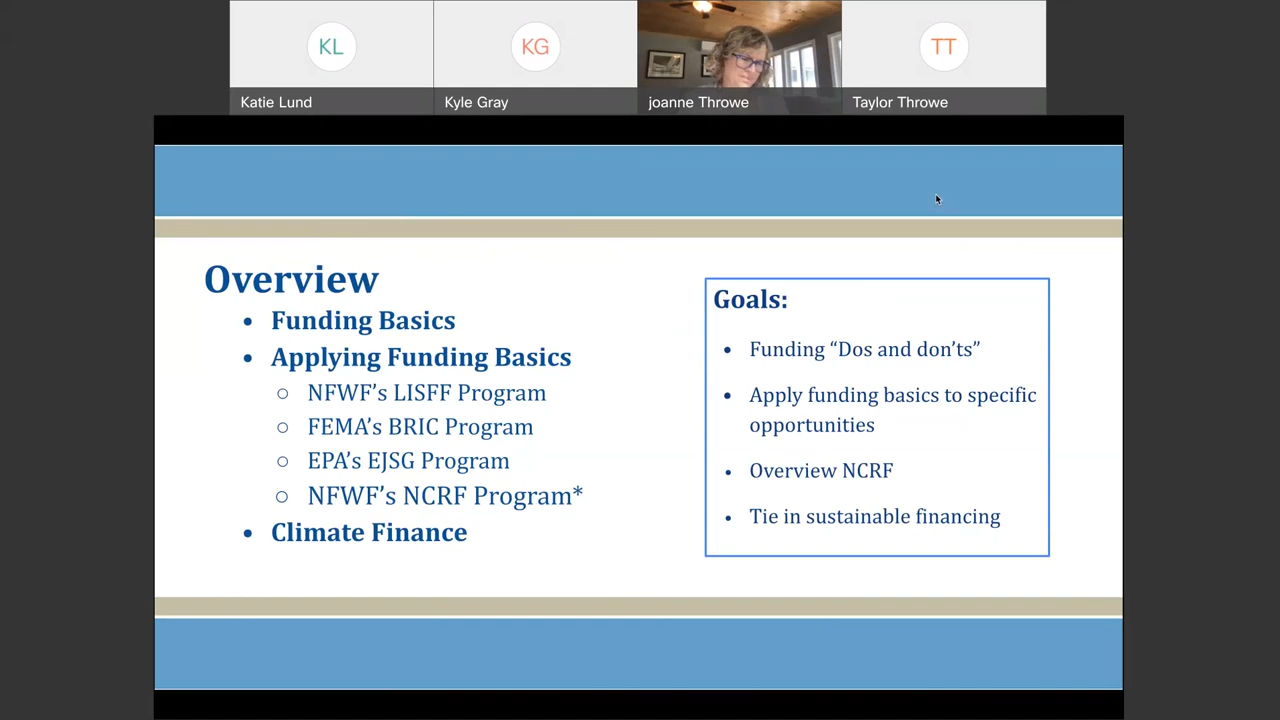 KL
KG
TT
Katie Lund
Kyle Gray
joanne Throwe
Taylor Throwe
Overview
• Funding Basics
• Applying Funding Basics
○ NFWF’s LISFF Program
○ FEMA’s BRIC Program
○ EPA’s EJSG Program
○ NFWF’s NCRF Program*
• Climate Finance
Goals:
• Funding “Dos and don’ts”
• Apply funding basics to specific
opportunities
• Overview NCRF
• Tie in sustainable financing